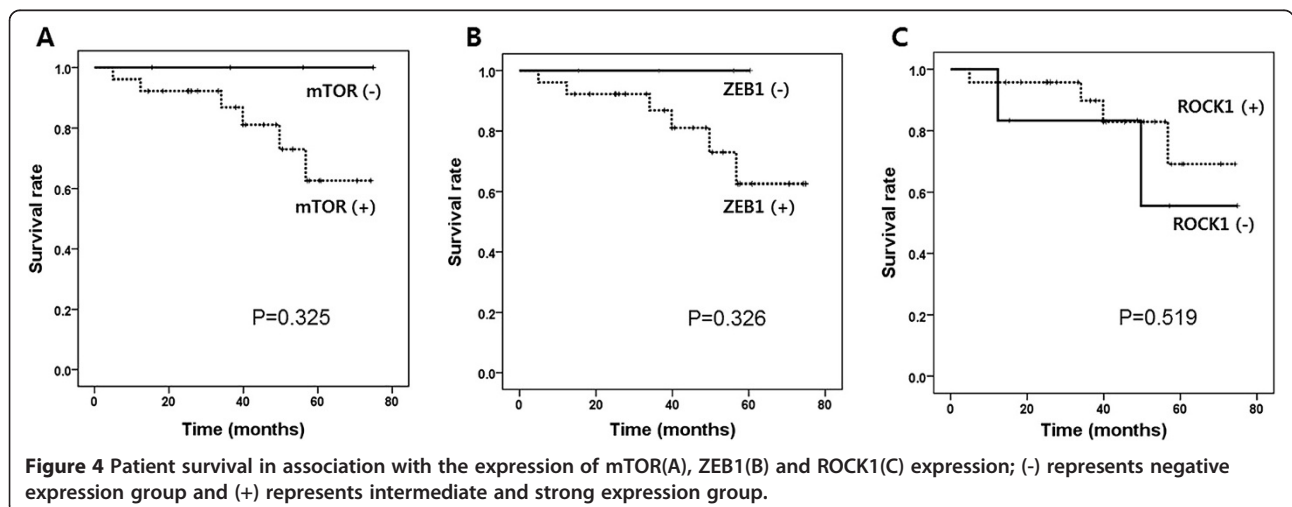 A
1.0
0.8
0.6
0.4
0.2
0.0
Survival rate
mTOR (-)
mTOR (+)
P=0.325
0 20 40 60 80
Time (months)
B
1.0
0.8
0.6
0.4
0.2
0.0
Survival rate
ZEB1 (-)
ZEB1 (+)
P=0.326
0 20 40 60 80
Time (months)
C
1.0
0.8
0.6
0.4
0.2
0.0
Survival rate
ROCK1 (+)
ROCK1 (-)
P=0.519
0 20 40 60 80
Time (months)
Figure 4 Patient survival in association with the expression of mTOR(A), ZEB1(B) and ROCK1(C) expression; (-) represents negative
expression group and (+) represents intermediate and strong expression group.